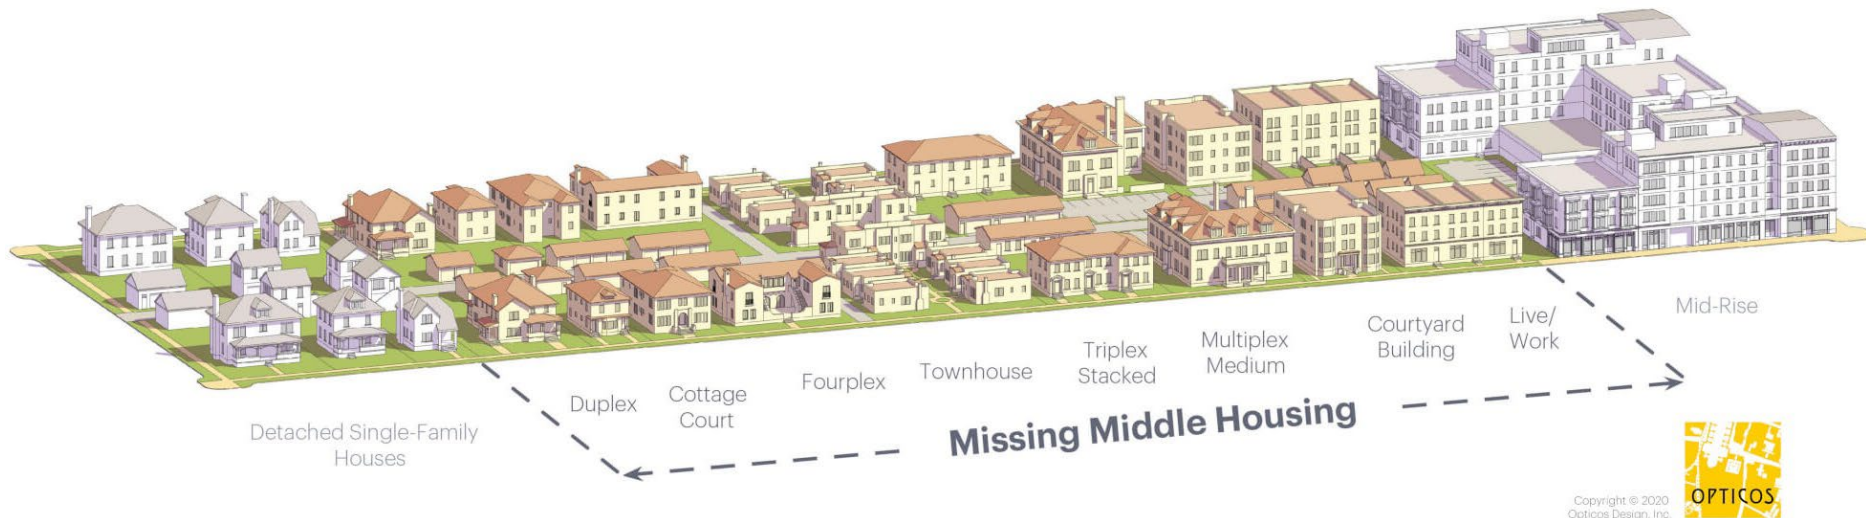 Detached Single-Family
Houses
Duplex
Cottage
Court
Fourplex
Townhouse
Triplex
Stacked
Multiplex
Medium
Courtyard
Building
Live/
Work
Mid-Rise
Missing Middle Housing
Copyright © 2020
Opticos Design, Inc.
OPTICOS